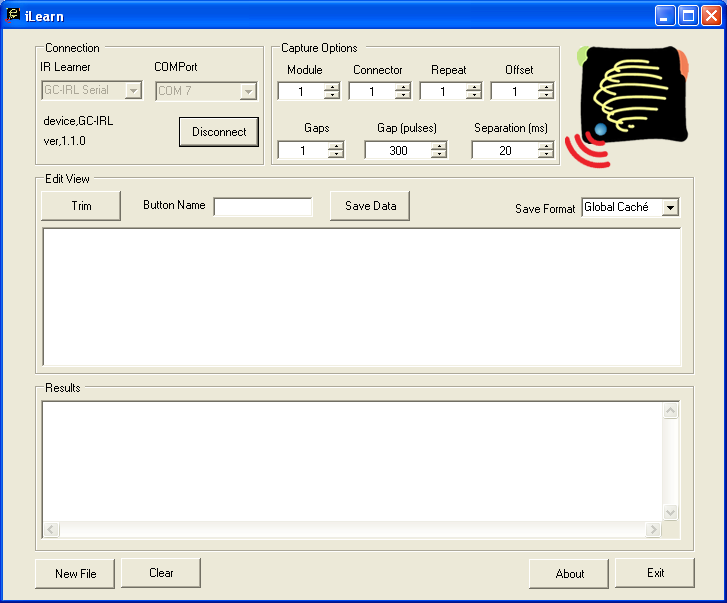 iLearn
Connection
IR Learner
COMPort
GC-IRL Serial
COM 7
device,GC-IRL
ver,1.1.0
Disconnect
Capture Options
Module
Connector
Repeat
Offset
1
1
1
1
Gaps
Gap (pulses)
Separation (ms)
1
300
20
Edit View
Trim
Button Name
Save Data
Save Format
Global Caché
Results
New File
Clear
About
Exit